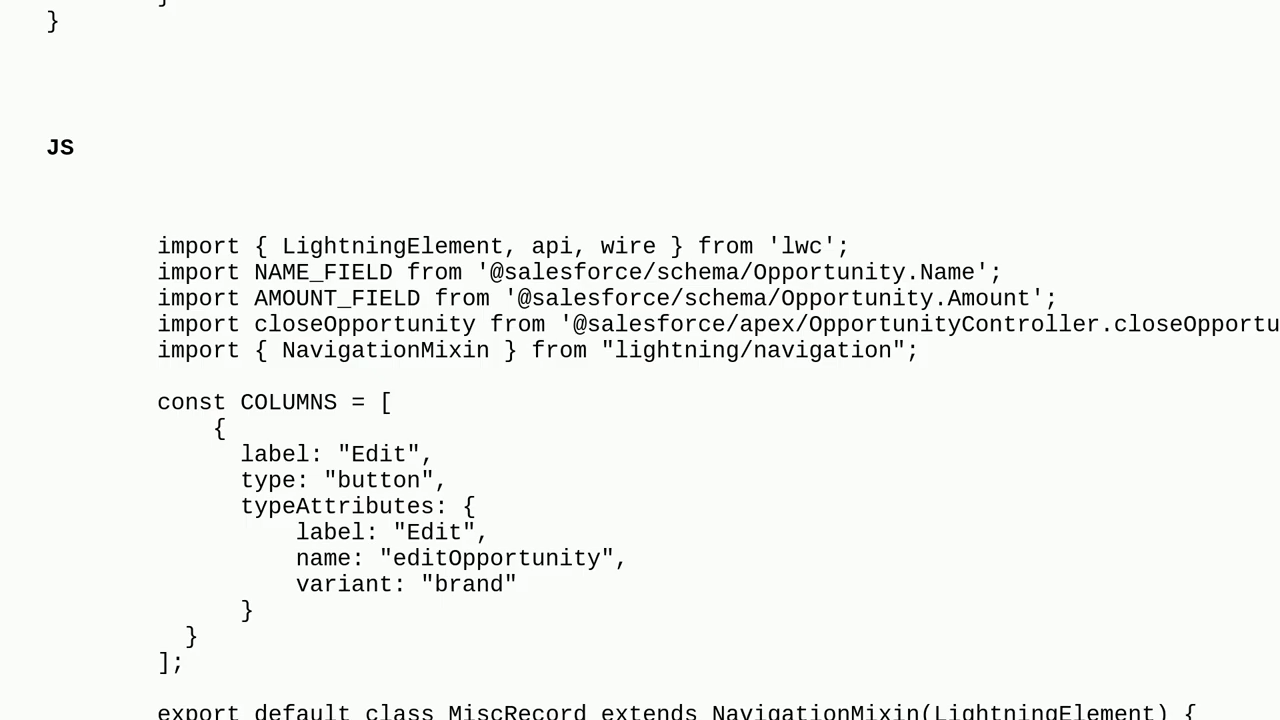 }
}
JS
import { LightningElement, api, wire } from 'lwc';
import NAME_FIELD from '@salesforce/schema/Opportunity.Name';
import AMOUNT_FIELD from '@salesforce/schema/Opportunity.Amount';
import closeOpportunity from '@salesforce/apex/OpportunityController.closeOpportu
import { NavigationMixin } from "lightning/navigation";
const COLUMNS = [
{
label: "Edit",
type: "button",
typeAttributes: {
label: "Edit",
name: "editOpportunity",
variant: "brand"
}
}
];
export default class MiscRecord extends NavigationMixin(LightningElement) {